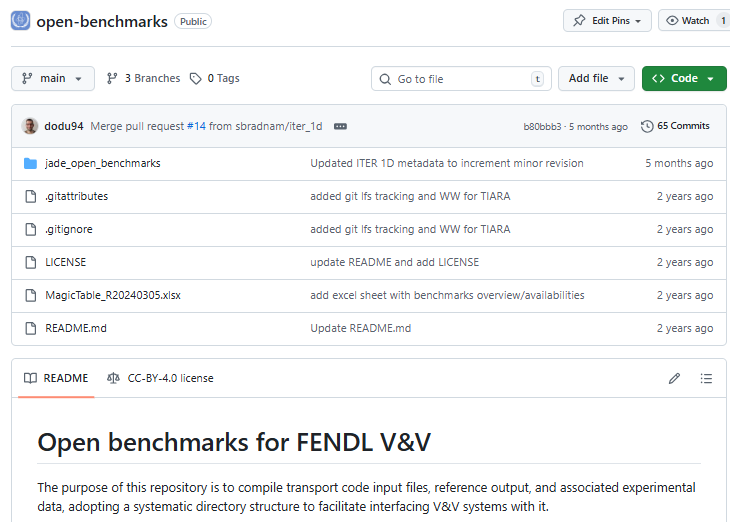 open-benchmarks Public Edit Pins Watch 1
main 3 Branches 0 Tags Go to file t Add file Code
dodu94 Merge pull request #14 from sbradnam/iter_1d b80bbb3 · 5 months ago 65 Commits
jade_open_benchmarks Updated ITER 1D metadata to increment minor revision 5 months ago
.gitattributes added git lfs tracking and WW for TIARA 2 years ago
.gitignore added git lfs tracking and WW for TIARA 2 years ago
LICENSE update README and add LICENSE 2 years ago
MagicTable_R20240305.xlsx add excel sheet with benchmarks overview/availabilities 2 years ago
README.md Update README.md 2 years ago
README CC-BY-4.0 license
Open benchmarks for FENDL V&V
The purpose of this repository is to compile transport code input files, reference output, and associated experimental
data, adopting a systematic directory structure to facilitate interfacing V&V systems with it.